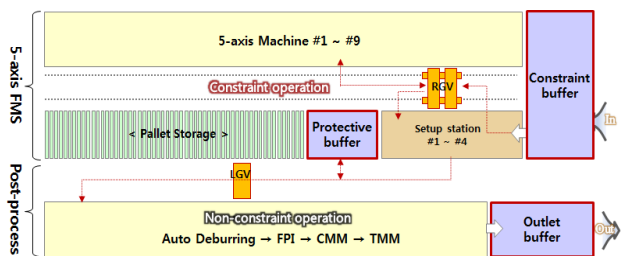 5-axis FMS
5-axis Machine #1 ~ #9
Constraint operation
RGV
Constraint
buffer
In
< Pallet Storage >
Protective
buffer
Setup station
#1 ~ #4
Post-process
LGV
Non-constraint operation
Auto Deburring → FPI → CMM → TMM
Outlet
buffer
Out